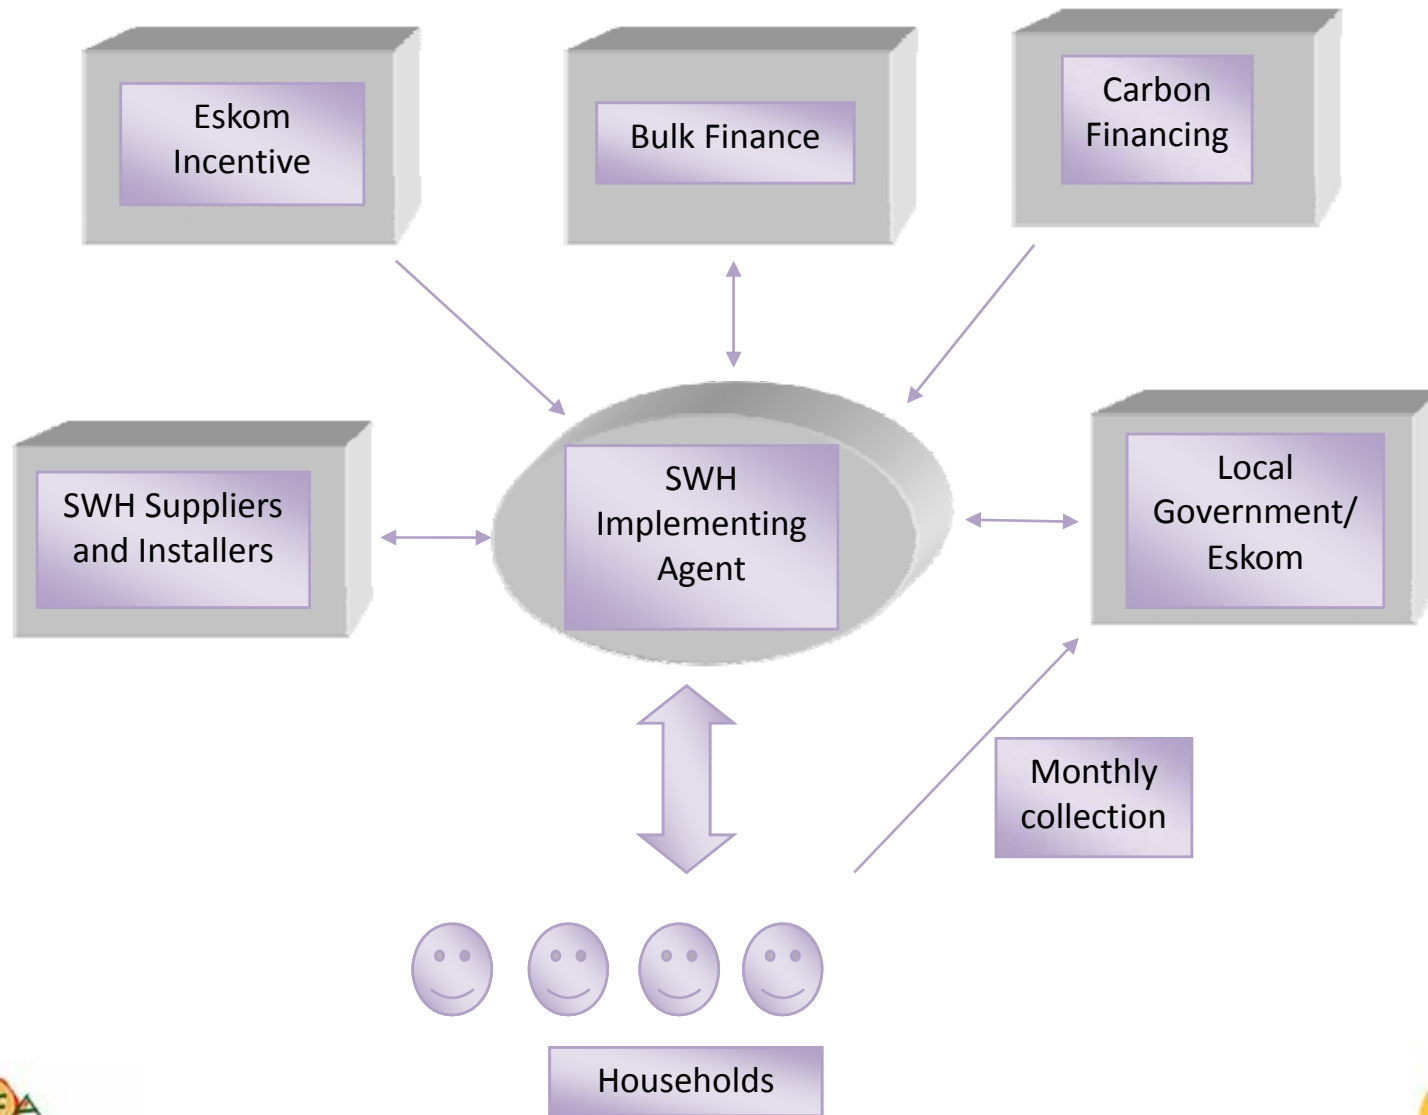 Eskom
Incentive
Bulk Finance
Carbon
Financing
SWH Suppliers
and Installers
SWH
Implementing
Agent
Local
Government/
Eskom
Monthly
collection
Households